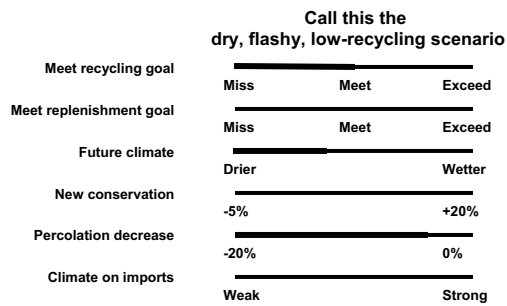 Call this the
dry, flashy, low-recycling scenario
Meet recycling goal
Miss Meet Exceed
Meet replenishment goal
Miss Meet Exceed
Future climate
Drier Wetter
New conservation
-5% +20%
Percolation decrease
-20% 0%
Climate on imports
Weak Strong